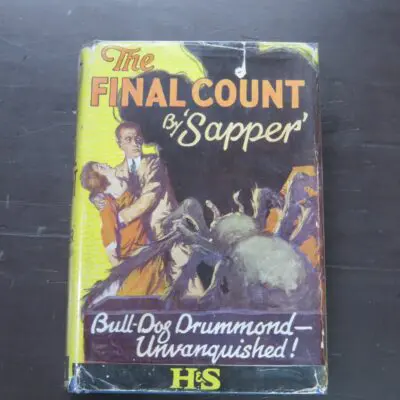 The
FINAL COUNT
By 'Sapper'
Bull-Dog Drummond—
Unvanquished!
H&S